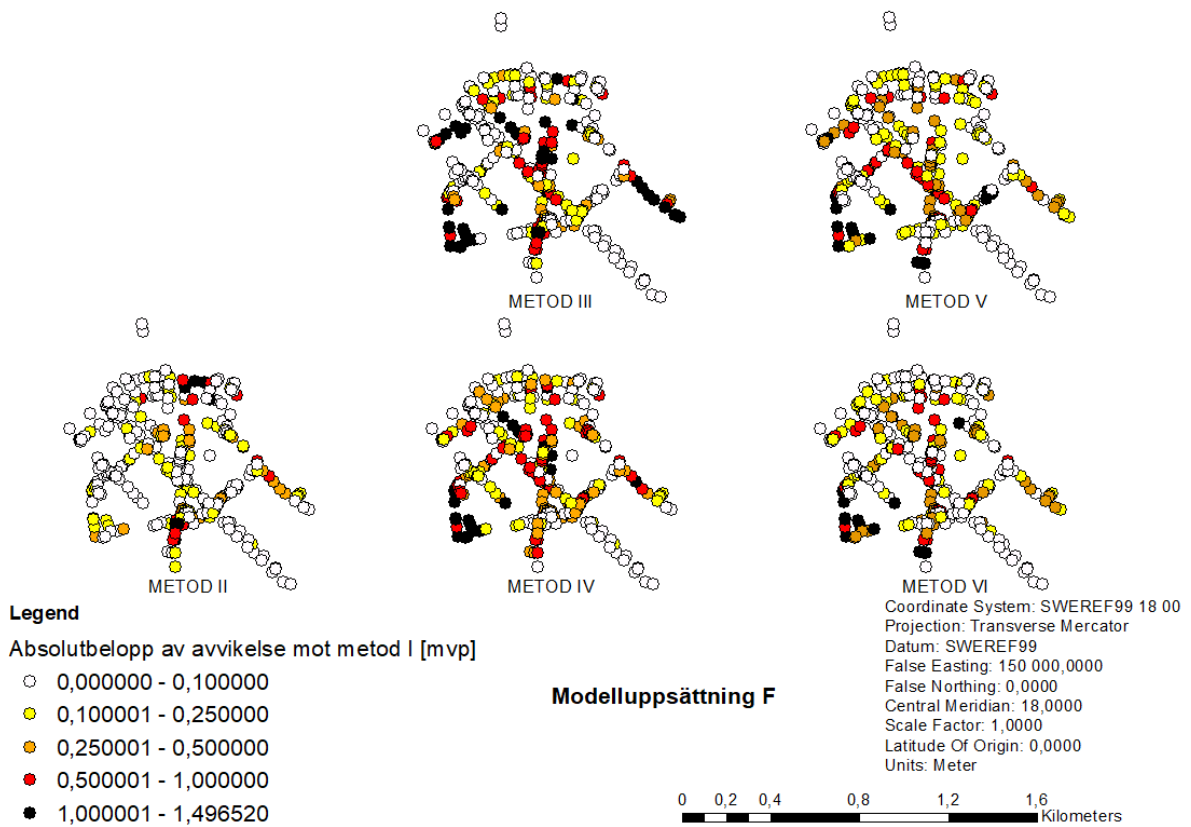 METOD III
METOD V
METOD II
METOD IV
METOD VI
Legend
Absolutbelopp av avvikelse mot metod I [mvp]
0,000000 - 0,100000
0,100001 - 0,250000
0,250001 - 0,500000
0,500001 - 1,000000
1,000001 - 1,496520
Modelluppsättning F
Coordinate System: SWEREF99 18 00
Projection: Transverse Mercator
Datum: SWEREF99
False Easting: 150 000,0000
False Northing: 0,0000
Central Meridian: 18,0000
Scale Factor: 1,0000
Latitude Of Origin: 0,0000
Units: Meter
0 0,2 0,4 0,8 1,2 1,6
Kilometers